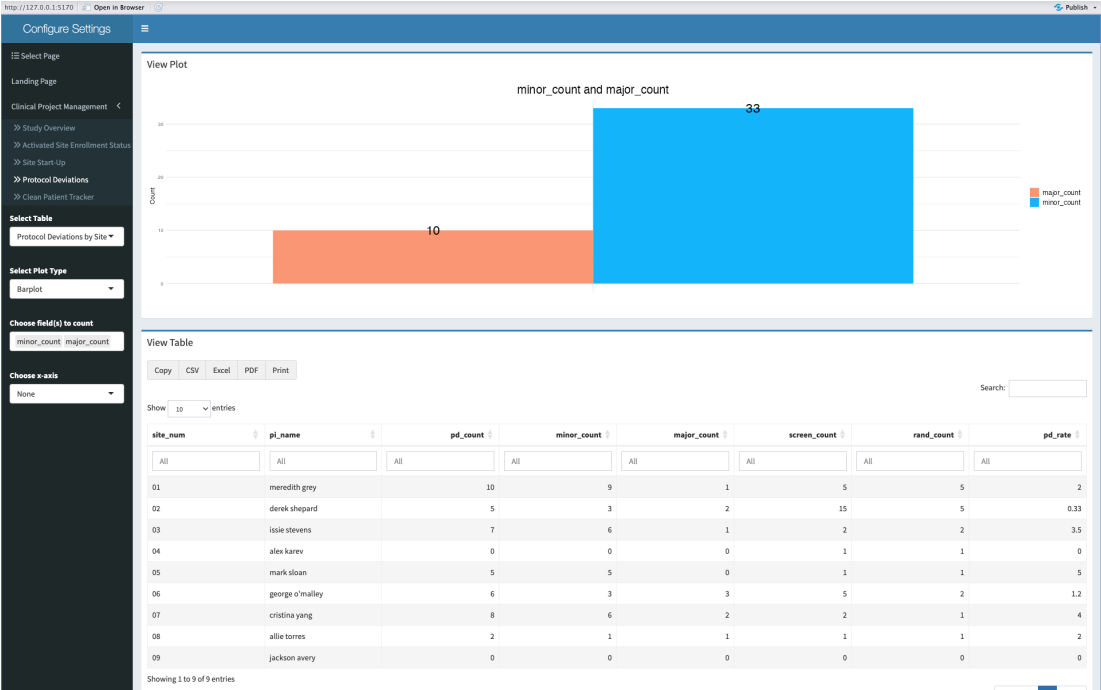 http://127.0.0.1:5170 Open in Browser Publish
Configure Settings
Select Page
Landing Page
Clinical Project Management
Study Overview
Activated Site Enrollment Status
Site Start-Up
Protocol Deviations
Clean Patient Tracker
Select Table
Protocol Deviations by Site
Select Plot Type
Barplot
Choose field(s) to count
minor_count major_count
Choose x-axis
None
View Plot
minor_count and major_count
33
30
20
Count
10
10
0
major_count
minor_count
View Table
Copy CSV Excel PDF Print
Search:
Show 10 entries
site_num pi_name pd_count minor_count major_count screen_count rand_count pd_rate
All All All All All All All All
01 meredith grey 10 9 1 5 5 2
02 derek shepard 5 3 2 15 5 0.33
03 issie stevens 7 6 1 2 2 3.5
04 alex karev 0 0 0 1 1 0
05 mark sloan 5 5 0 1 1 5
06 george o'malley 6 3 3 5 2 1.2
07 cristina yang 8 6 2 2 1 4
08 allie torres 2 1 1 1 1 2
09 jackson avery 0 0 0 0 0 0
Showing 1 to 9 of 9 entries